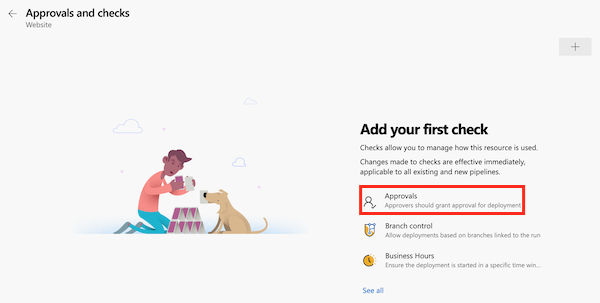 Approvals and checks
Website
Add your first check
Checks allow you to manage how this resource is used.
Changes made to checks are effective immediately,
applicable to all existing and new pipelines.
Approvals
Approvers should grant approval for deployment
Branch control
Allow deployments based on branches linked to the run
Business Hours
Ensure the deployment is started in a specific time win...
See all